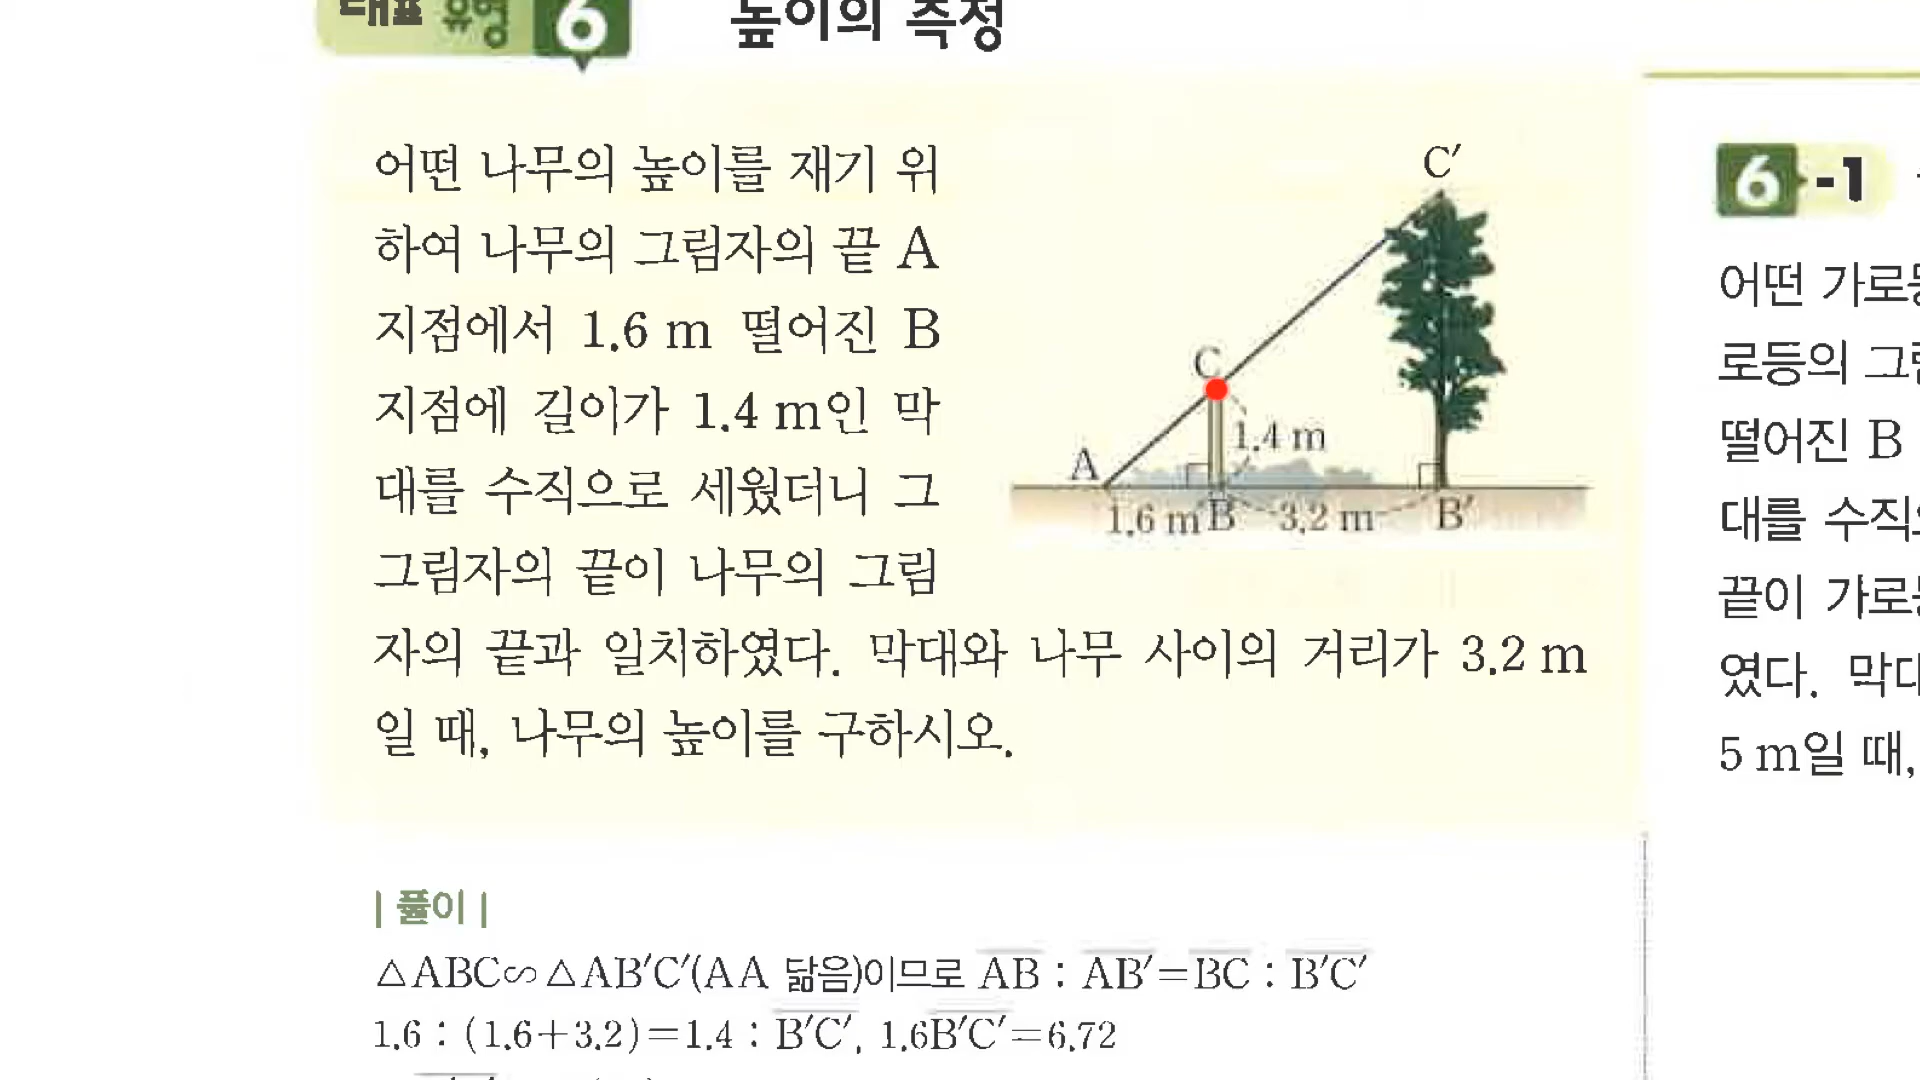 대표 유형 6 높이의 측정
어떤 나무의 높이를 재기 위
하여 나무의 그림자의 끝 A
지점에서 1.6 m 떨어진 B
지점에 길이가 1.4 m인 막
대를 수직으로 세웠더니 그
그림자의 끝이 나무의 그림
자의 끝과 일치하였다. 막대와 나무 사이의 거리가 3.2 m
일 때, 나무의 높이를 구하시오.
C′
C
1.4 m
A
1.6 m B 3.2 m B′
| 풀이 |
△ABC∽△AB′C′(AA 닮음)이므로 AB : AB′=BC : B′C′
1.6 : (1.6+3.2)=1.4 : B′C′, 1.6B′C′=6.72
6 -1
어떤 가로
로등의 그
떨어진 B
대를 수직
끝이 가로
였다. 막대
5 m일 때,